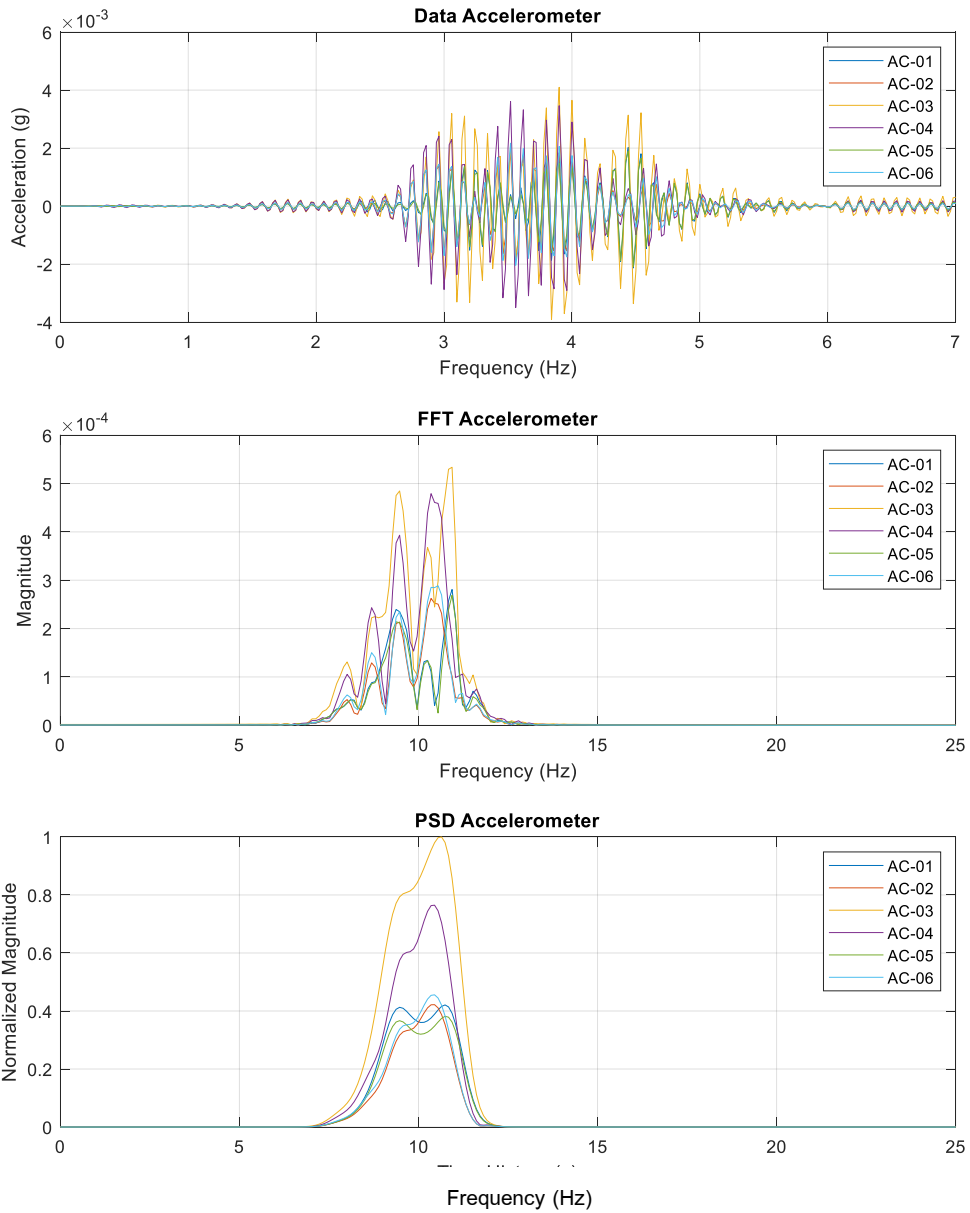 Data Accelerometer
×10-3
6
4
2
0
-2
-4
Acceleration (g)
AC-01
AC-02
AC-03
AC-04
AC-05
AC-06
0 1 2 3 4 5 6 7
Frequency (Hz)
FFT Accelerometer
×10-4
6
5
4
3
2
1
0
Magnitude
AC-01
AC-02
AC-03
AC-04
AC-05
AC-06
0 5 10 15 20 25
Frequency (Hz)
PSD Accelerometer
1
0.8
0.6
0.4
0.2
0
Normalized Magnitude
AC-01
AC-02
AC-03
AC-04
AC-05
AC-06
0 5 10 15 20 25
Frequency (Hz)